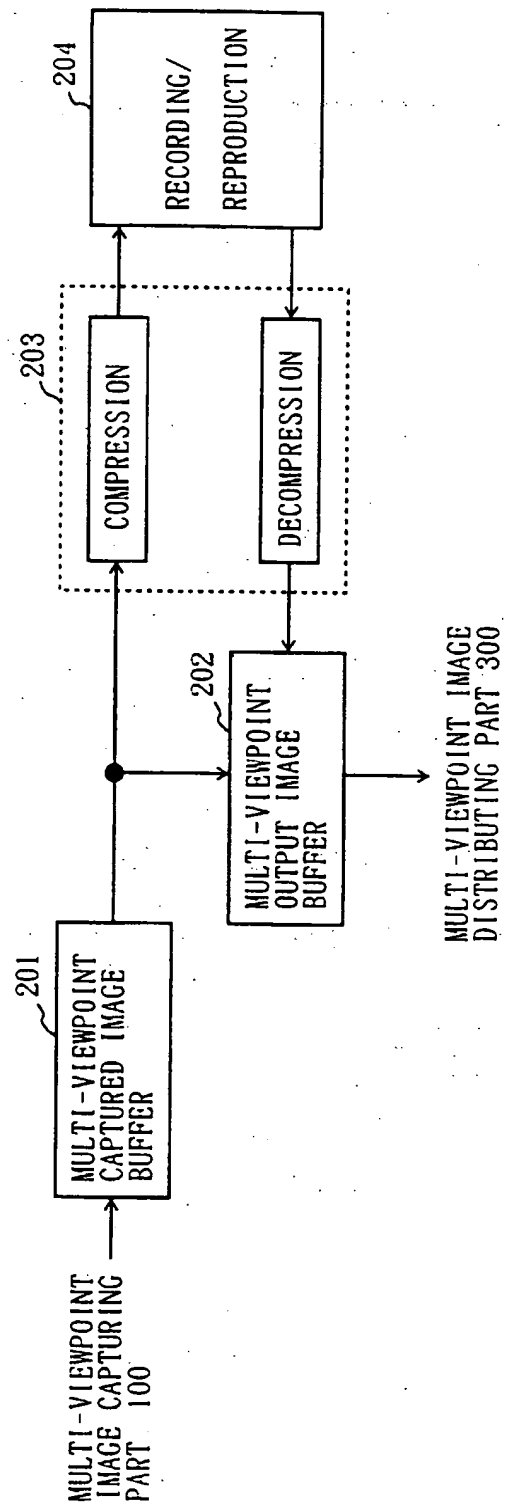 MULTI-VIEWPOINT
IMAGE CAPTURING
PART 100
201
MULTI-VIEWPOINT
CAPTURED IMAGE
BUFFER
202
MULTI-VIEWPOINT
OUTPUT IMAGE
BUFFER
MULTI-VIEWPOINT IMAGE
DISTRIBUTING PART 300
203
COMPRESSION
DECOMPRESSION
204
RECORDING/
REPRODUCTION